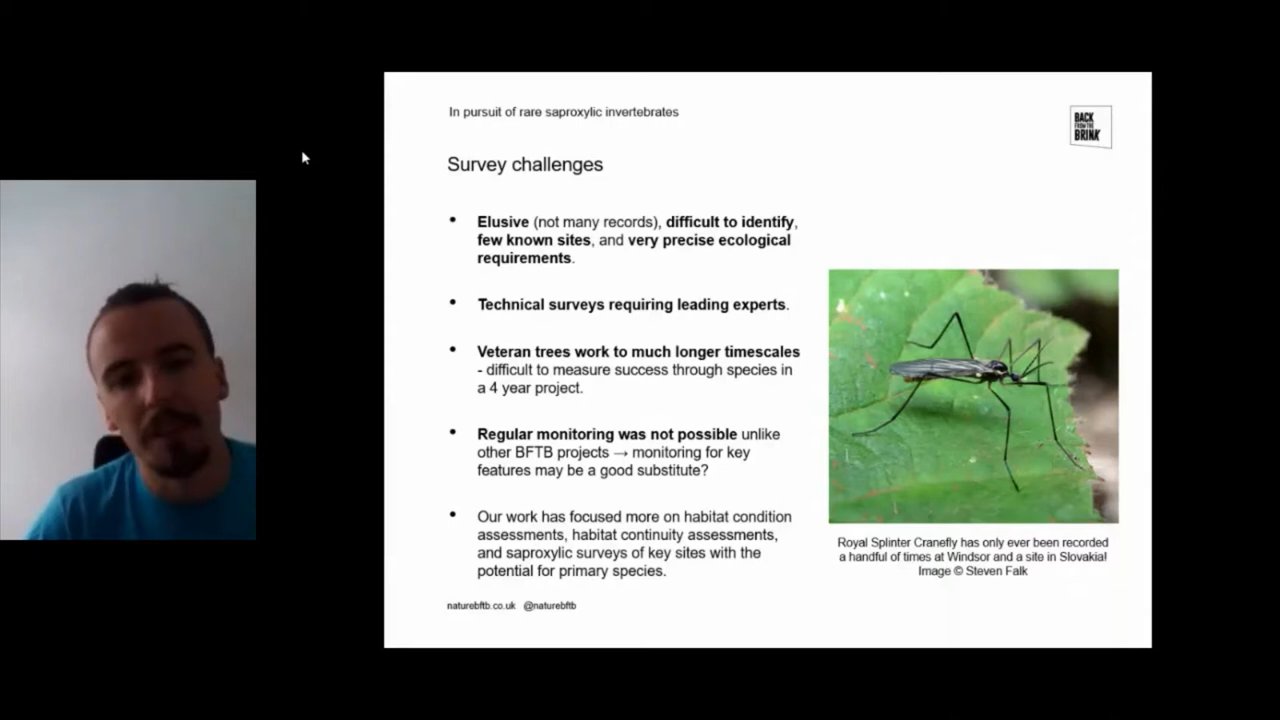 In pursuit of rare saproxylic invertebrates
BACK
FROM THE
BRINK
Survey challenges
• Elusive (not many records), difficult to identify,
few known sites, and very precise ecological
requirements.
• Technical surveys requiring leading experts.
• Veteran trees work to much longer timescales
- difficult to measure success through species in
a 4 year project.
• Regular monitoring was not possible unlike
other BFTB projects → monitoring for key
features may be a good substitute?
• Our work has focused more on habitat condition
assessments, habitat continuity assessments,
and saproxylic surveys of key sites with the
potential for primary species.
Royal Splinter Cranefly has only ever been recorded
a handful of times at Windsor and a site in Slovakia!
Image © Steven Falk
naturebftb.co.uk @naturebftb